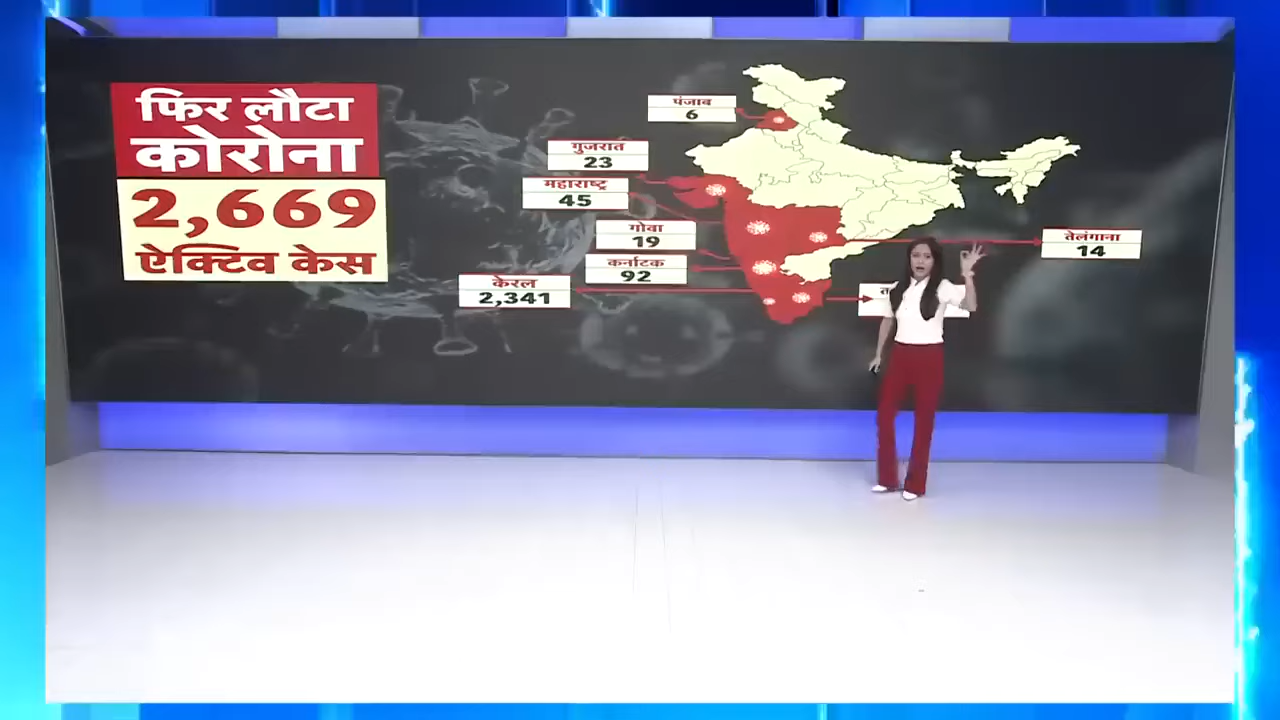 फिर लौटा
कोरोना
2,669
ऐक्टिव केस
पंजाब
6
गुजरात
23
महाराष्ट्र
45
गोवा
19
कर्नाटक
92
केरल
2,341
तेलंगाना
14